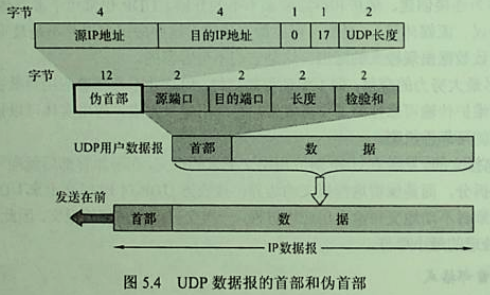 字节 4 4 1 1 2
源IP地址 目的IP地址 0 17 UDP长度
字节 12 2 2 2 2
伪首部 源端口 目的端口 长度 检验和
UDP用户数据报 首部 数 据
发送在前
首部 数 据
IP数据报
图 5.4 UDP 数据报的首部和伪首部